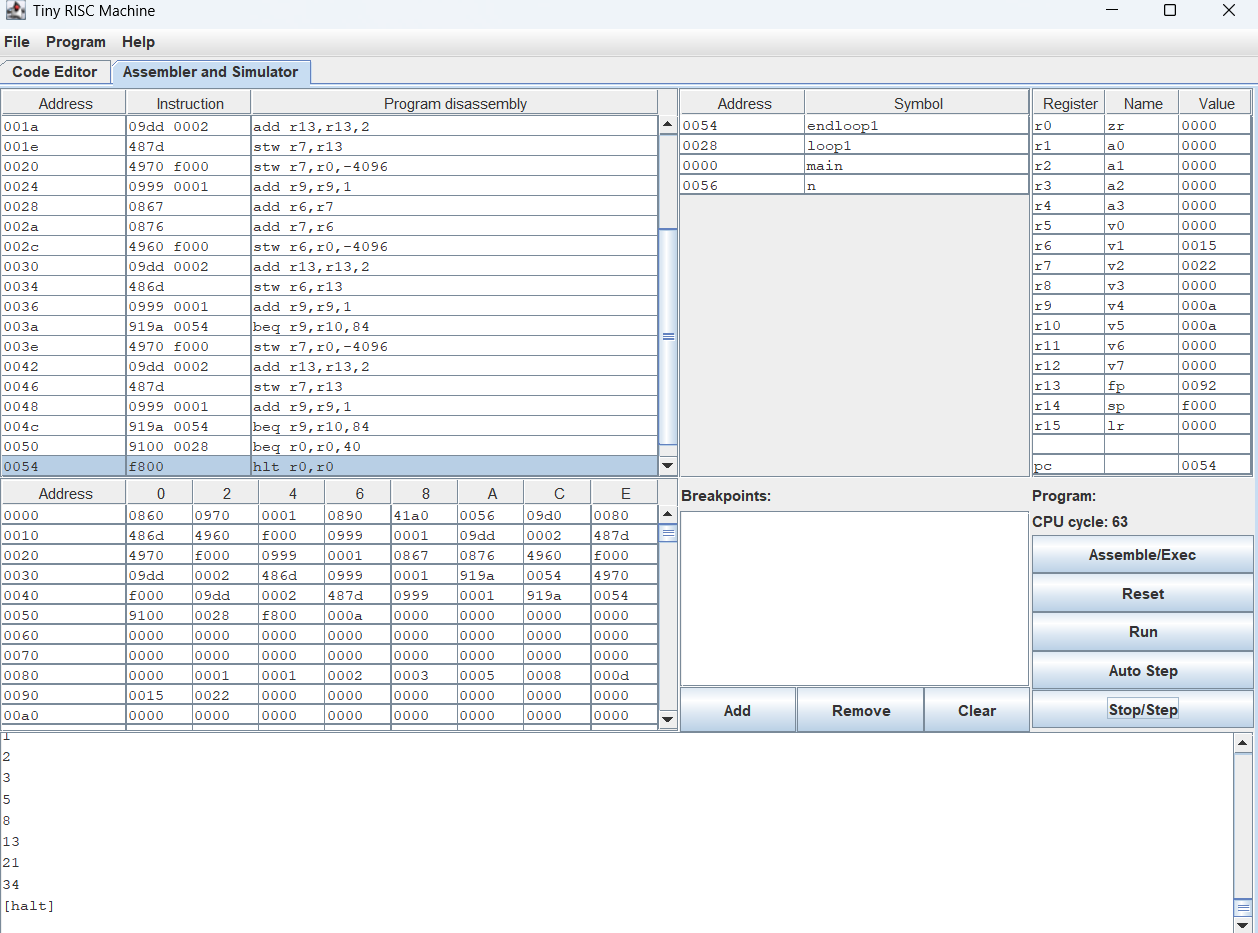 Tiny RISC Machine
File Program Help
Code Editor Assembler and Simulator
Address Instruction Program disassembly
001a 09dd 0002 add r13,r13,2
001e 487d stw r7,r13
0020 4970 f000 stw r7,r0,-4096
0024 0999 0001 add r9,r9,1
0028 0867 add r6,r7
002a 0876 add r7,r6
002c 4960 f000 stw r6,r0,-4096
0030 09dd 0002 add r13,r13,2
0034 486d stw r6,r13
0036 0999 0001 add r9,r9,1
003a 919a 0054 beq r9,r10,84
003e 4970 f000 stw r7,r0,-4096
0042 09dd 0002 add r13,r13,2
0046 487d stw r7,r13
0048 0999 0001 add r9,r9,1
004c 919a 0054 beq r9,r10,84
0050 9100 0028 beq r0,r0,40
0054 f800 hlt r0,r0
Address Symbol
0054 endloop1
0028 loop1
0000 main
0056 n
Register Name Value
r0 zr 0000
r1 a0 0000
r2 a1 0000
r3 a2 0000
r4 a3 0000
r5 v0 0000
r6 v1 0015
r7 v2 0022
r8 v3 0000
r9 v4 000a
r10 v5 000a
r11 v6 0000
r12 v7 0000
r13 fp 0092
r14 sp f000
r15 lr 0000
pc 0054
Address 0 2 4 6 8 A C E
0000 0860 0970 0001 0890 41a0 0056 09d0 0080
0010 486d 4960 f000 0999 0001 09dd 0002 487d
0020 4970 f000 0999 0001 0867 0876 4960 f000
0030 09dd 0002 486d 0999 0001 919a 0054 4970
0040 f000 09dd 0002 487d 0999 0001 919a 0054
0050 9100 0028 f800 000a 0000 0000 0000 0000
0060 0000 0000 0000 0000 0000 0000 0000 0000
0070 0000 0000 0000 0000 0000 0000 0000 0000
0080 0000 0001 0001 0002 0003 0005 0008 000d
0090 0015 0022 0000 0000 0000 0000 0000 0000
00a0 0000 0000 0000 0000 0000 0000 0000 0000
Breakpoints:
Add Remove Clear
Program:
CPU cycle: 63
Assemble/Exec
Reset
Run
Auto Step
Stop/Step
1
2
3
5
8
13
21
34
[halt]